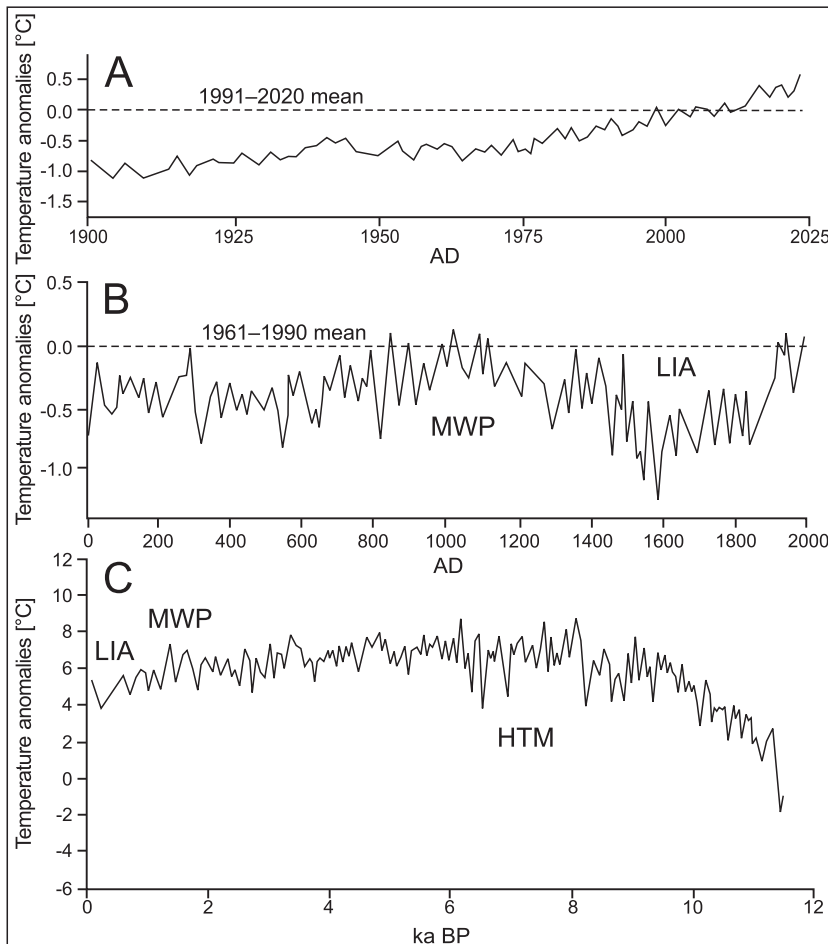 Temperature anomalies [°C]
A
0.5
0.0
-0.5
-1.0
-1.5
1991–2020 mean
1900 1925 1950 1975 2000 2025
AD
Temperature anomalies [°C]
B
0.5
0.0
-0.5
-1.0
1961–1990 mean
MWP
LIA
0 200 400 600 800 1000 1200 1400 1600 1800 2000
AD
Temperature anomalies [°C]
C
12
10
8
6
4
2
0
-2
-4
-6
MWP
LIA
HTM
0 2 4 6 8 10 12
ka BP